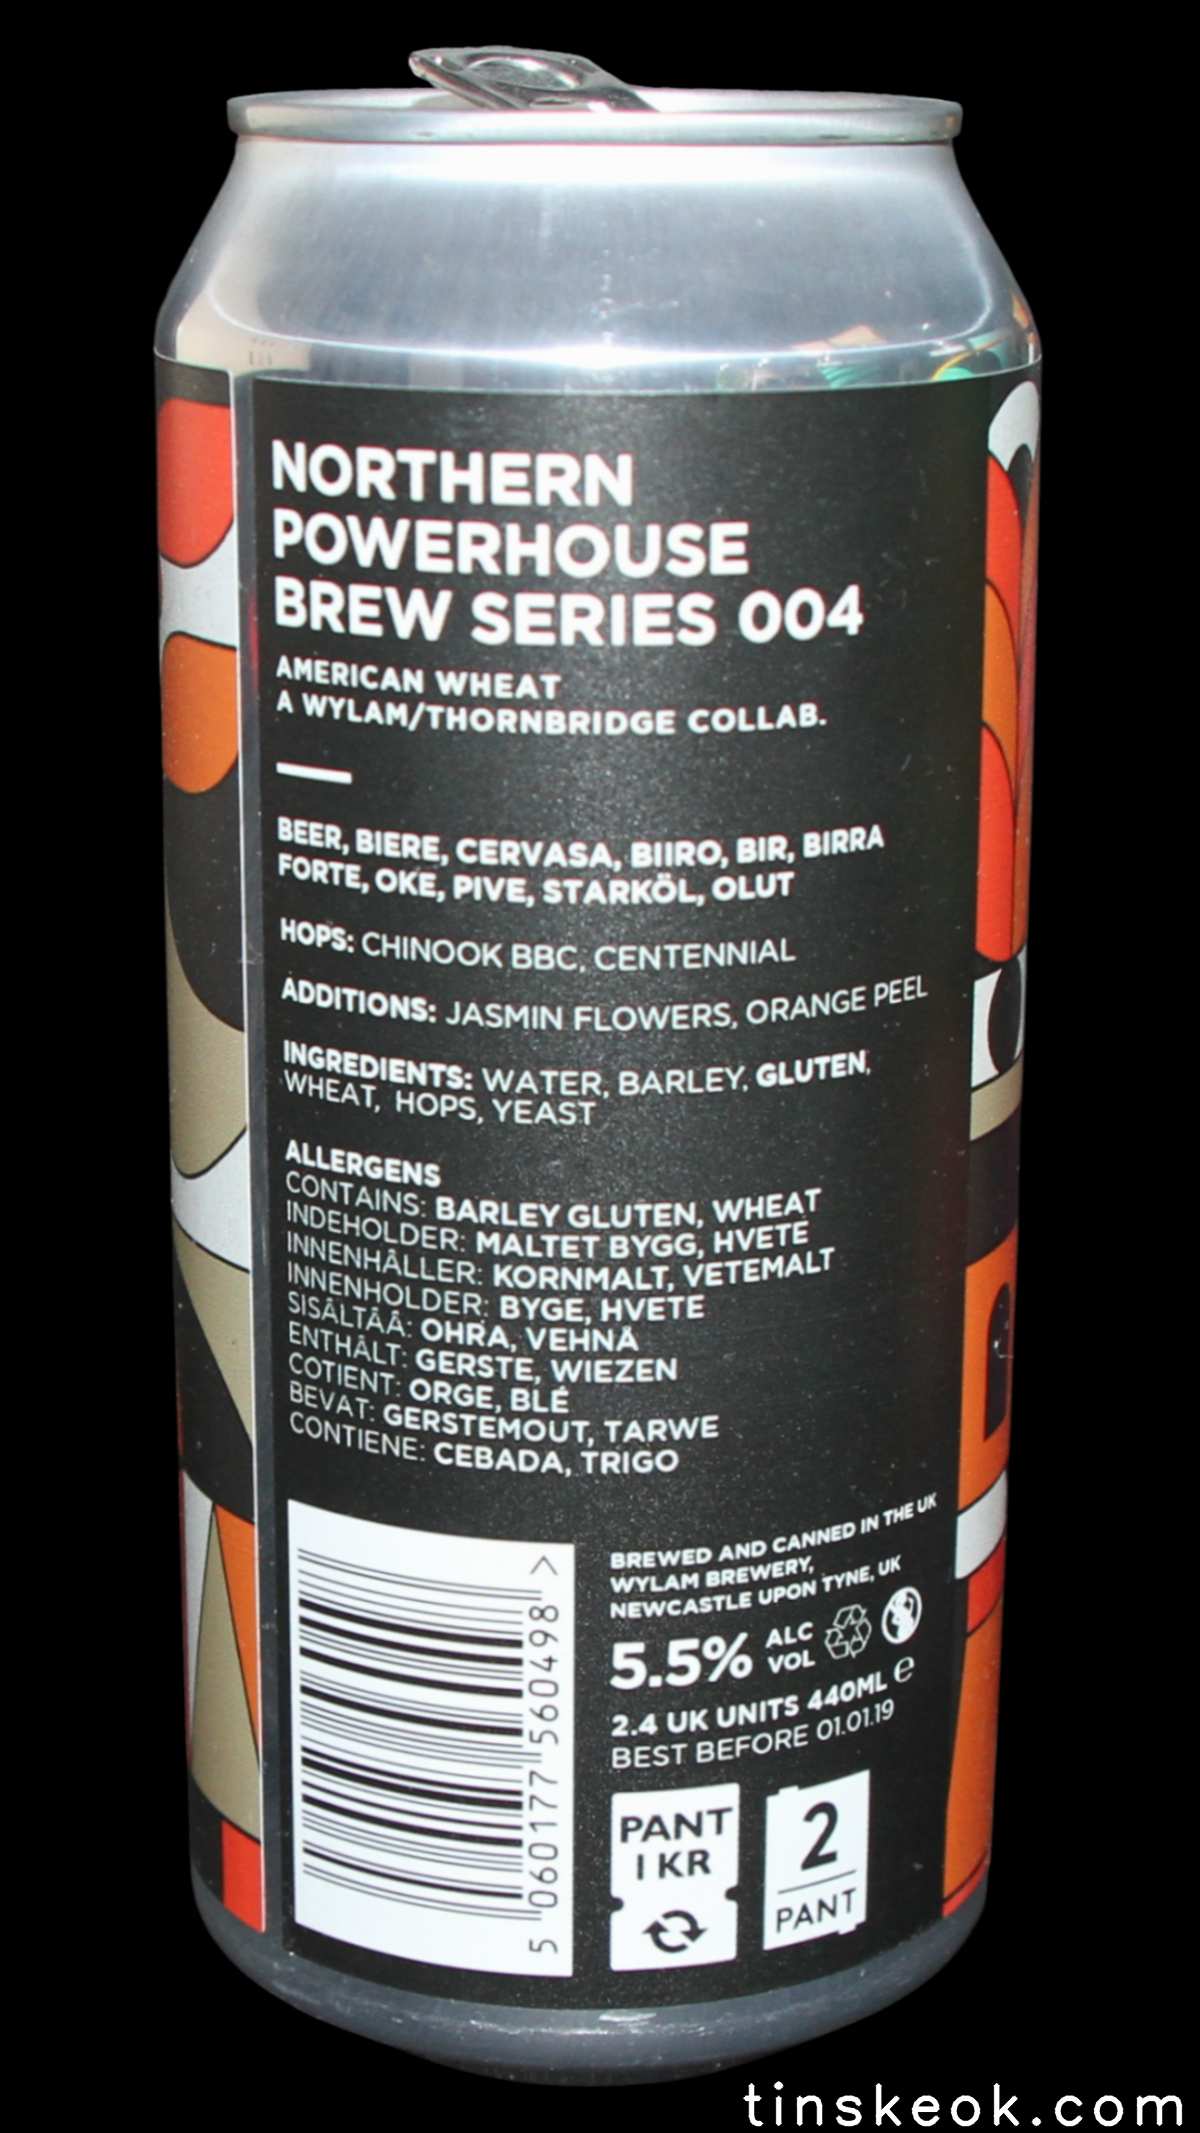 NORTHERN
POWERHOUSE
BREW SERIES 004
AMERICAN WHEAT
A WYLAM/THORNBRIDGE COLLAB.
BEER, BIERE, CERVASA, BIIRO, BIR, BIRRA
FORTE, OKE, PIVE, STARKÖL, OLUT
HOPS: CHINOOK BBC, CENTENNIAL
ADDITIONS: JASMIN FLOWERS, ORANGE PEEL
INGREDIENTS: WATER, BARLEY, GLUTEN,
WHEAT, HOPS, YEAST
ALLERGENS
CONTAINS: BARLEY GLUTEN, WHEAT
INDEHOLDER: MALTET BYGG, HVETE
INNENHÅLLER: KORNMALT, VETEMALT
INNENHOLDER: BYGE, HVETE
SISÄLTÄÄ: OHRA, VEHNÄ
ENTHÄLT: GERSTE, WIEZEN
COTIENT: ORGE, BLÉ
BEVAT: GERSTEMOUT, TARWE
CONTIENE: CEBADA, TRIGO
5 060177 560498 >
BREWED AND CANNED IN THE UK
WYLAM BREWERY,
NEWCASTLE UPON TYNE, UK
5.5% ALC
VOL
2.4 UK UNITS 440ML ℮
BEST BEFORE 01.01.19
PANT
1 KR
2
PANT
tinskeok.com